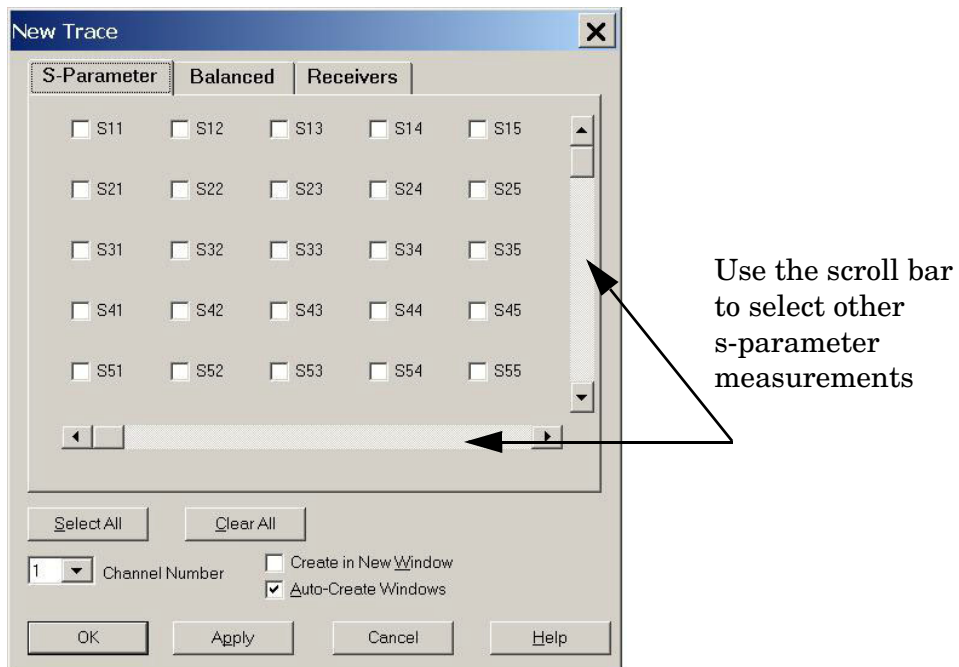 New Trace
S-Parameter Balanced Receivers
S11 S12 S13 S14 S15
S21 S22 S23 S24 S25
S31 S32 S33 S34 S35
S41 S42 S43 S44 S45
S51 S52 S53 S54 S55
Use the scroll bar
to select other
s-parameter
measurements
Select All Clear All
1 Channel Number
Create in New Window
Auto-Create Windows
OK Apply Cancel Help